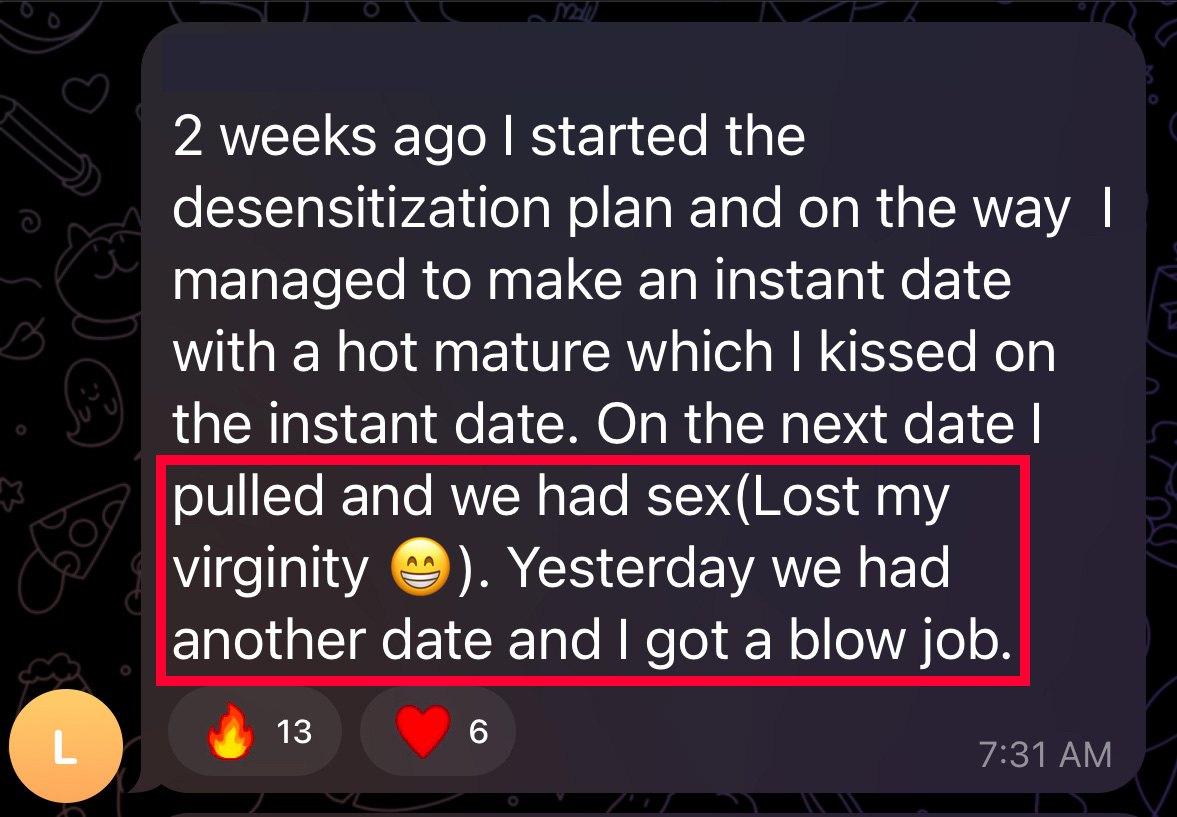 2 weeks ago I started the
desensitization plan and on the way  I
managed to make an instant date
with a hot mature which I kissed on
the instant date. On the next date I
pulled and we had sex(Lost my
virginity 😁). Yesterday we had
another date and I got a blow job.
🔥 13 ❤️ 6
7:31 AM
L